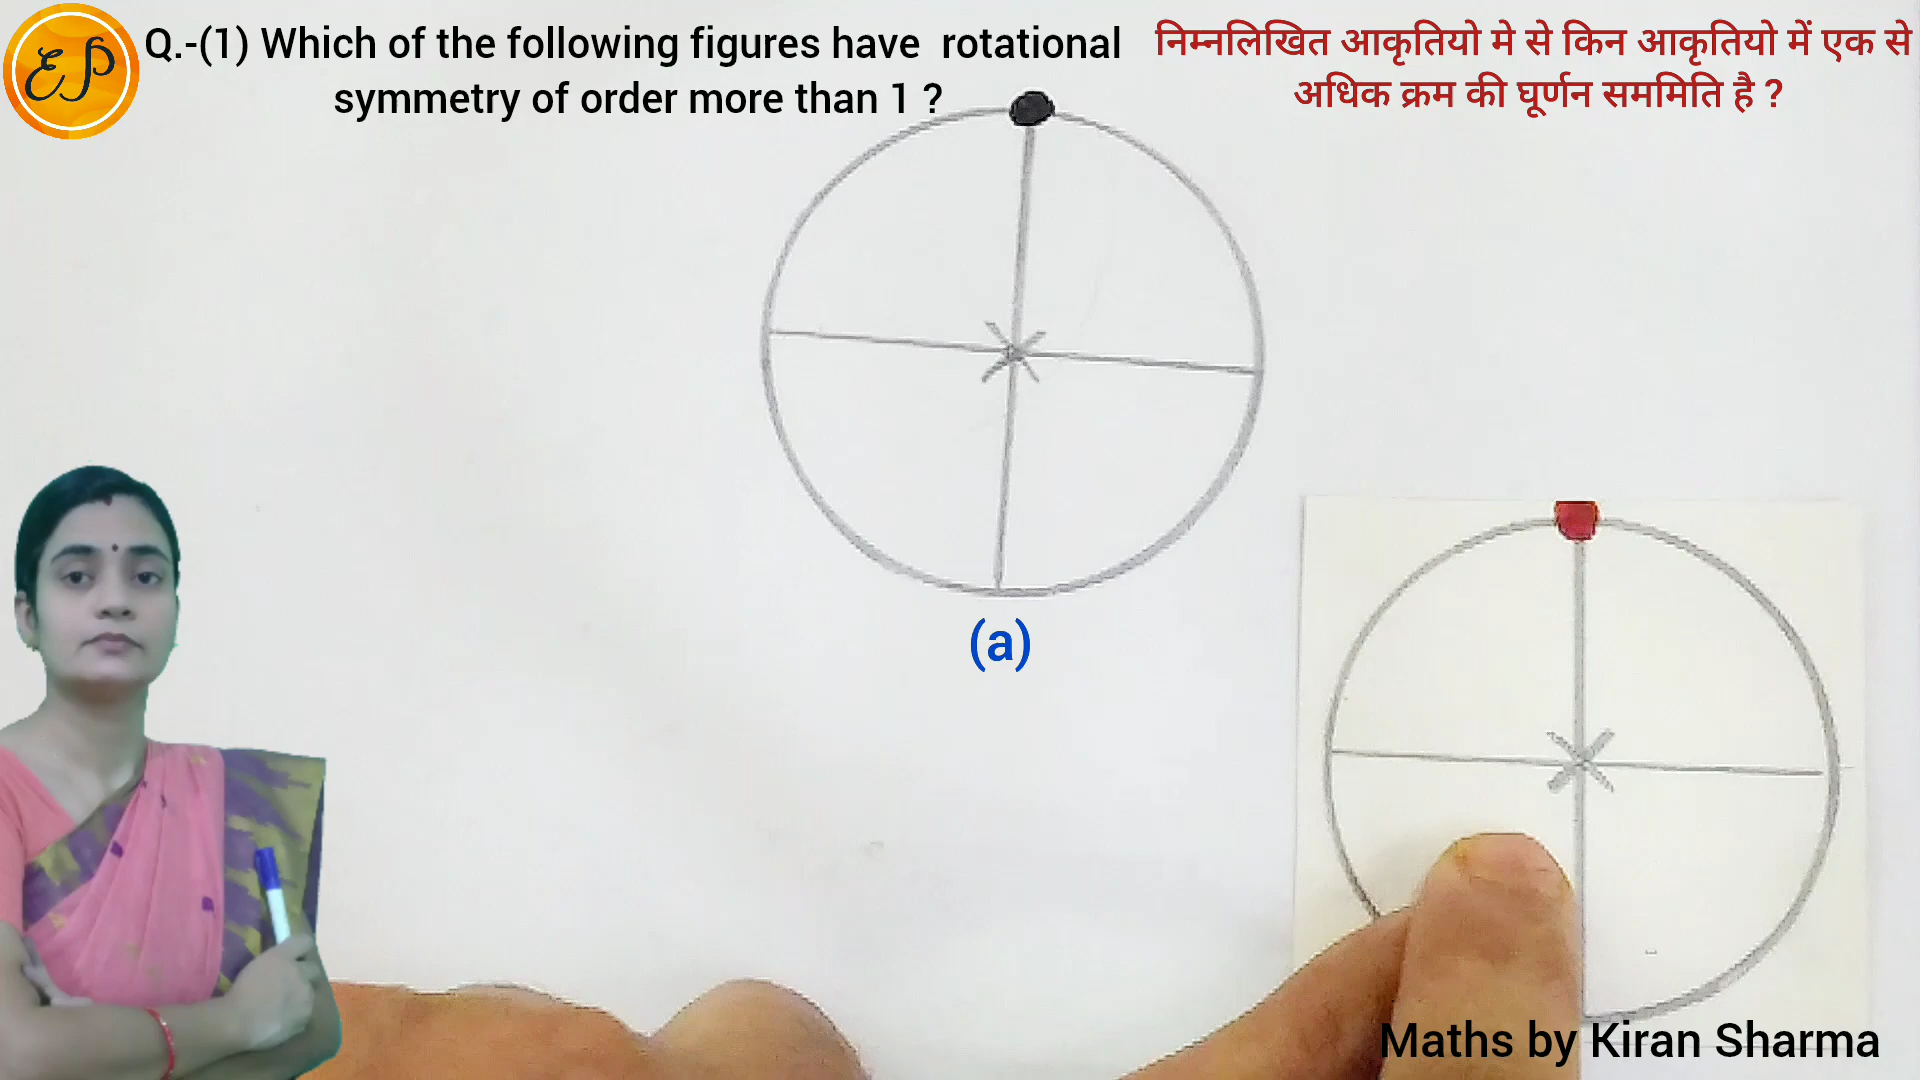 EP
Q.-(1) Which of the following figures have rotational
symmetry of order more than 1 ?
निम्नलिखित आकृतियो मे से किन आकृतियो में एक से
अधिक क्रम की घूर्णन सममिति है ?
(a)
Maths by Kiran Sharma